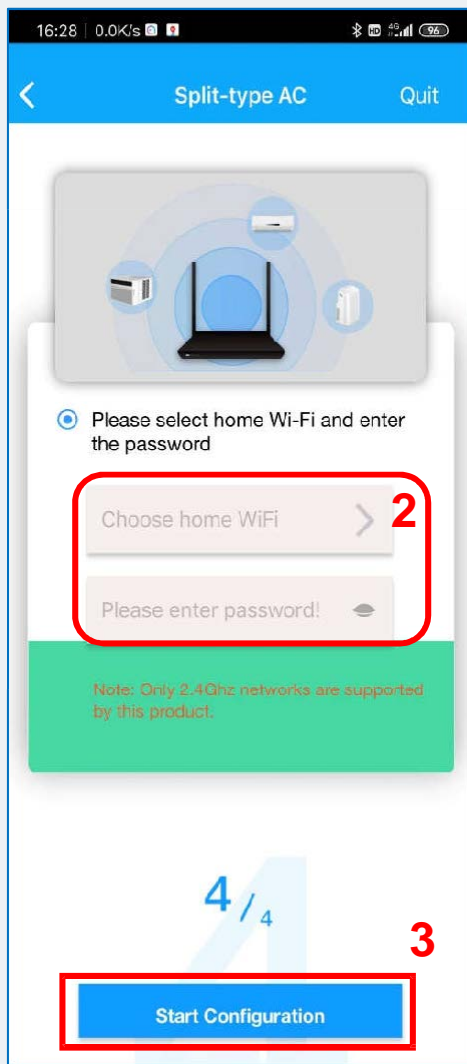 16:28 0.0K/s HD 4G 96
Split-type AC Quit
Please select home Wi-Fi and enter
the password
Choose home WiFi 2
Please enter password!
Note: Only 2.4Ghz networks are supported
by this product.
4/4
3
Start Configuration